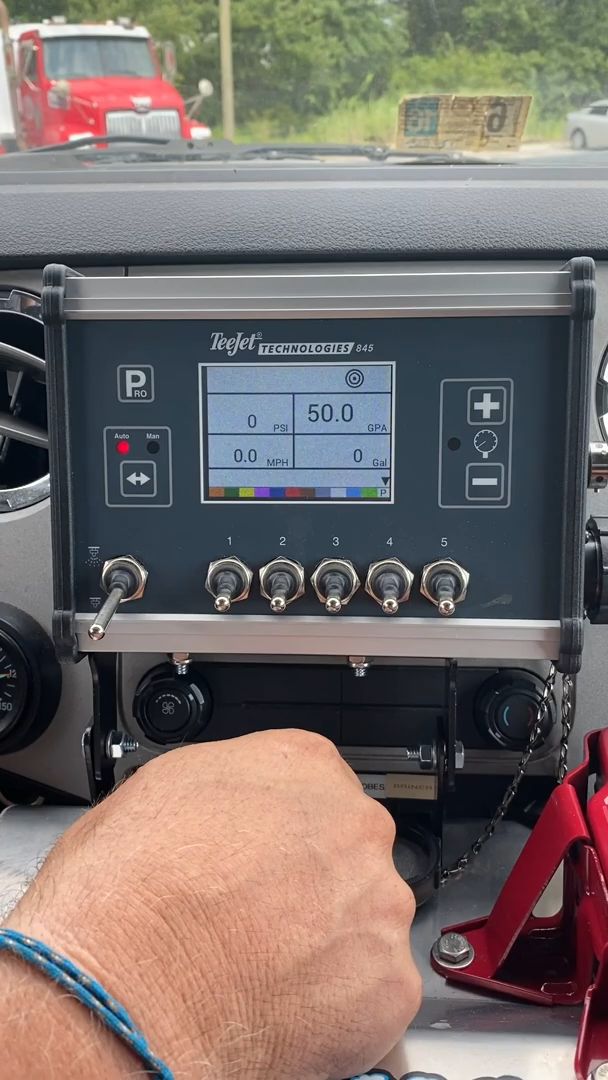 TeeJet®
TECHNOLOGIES 845
PRO
Auto Man
0 PSI 50.0 GPA
0.0 MPH 0 Gal
P
1 2 3 4 5